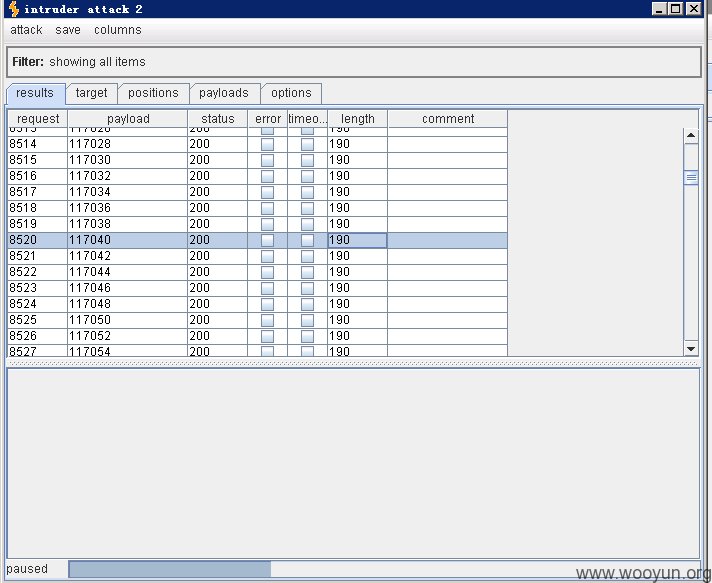 intruder attack 2
attack save columns
Filter: showing all items
results target positions payloads options
request payload status error timeo... length comment
8513 117026 200 190
8514 117028 200 190
8515 117030 200 190
8516 117032 200 190
8517 117034 200 190
8518 117036 200 190
8519 117038 200 190
8520 117040 200 190
8521 117042 200 190
8522 117044 200 190
8523 117046 200 190
8524 117048 200 190
8525 117050 200 190
8526 117052 200 190
8527 117054 200 190
paused
www.wooyun.org